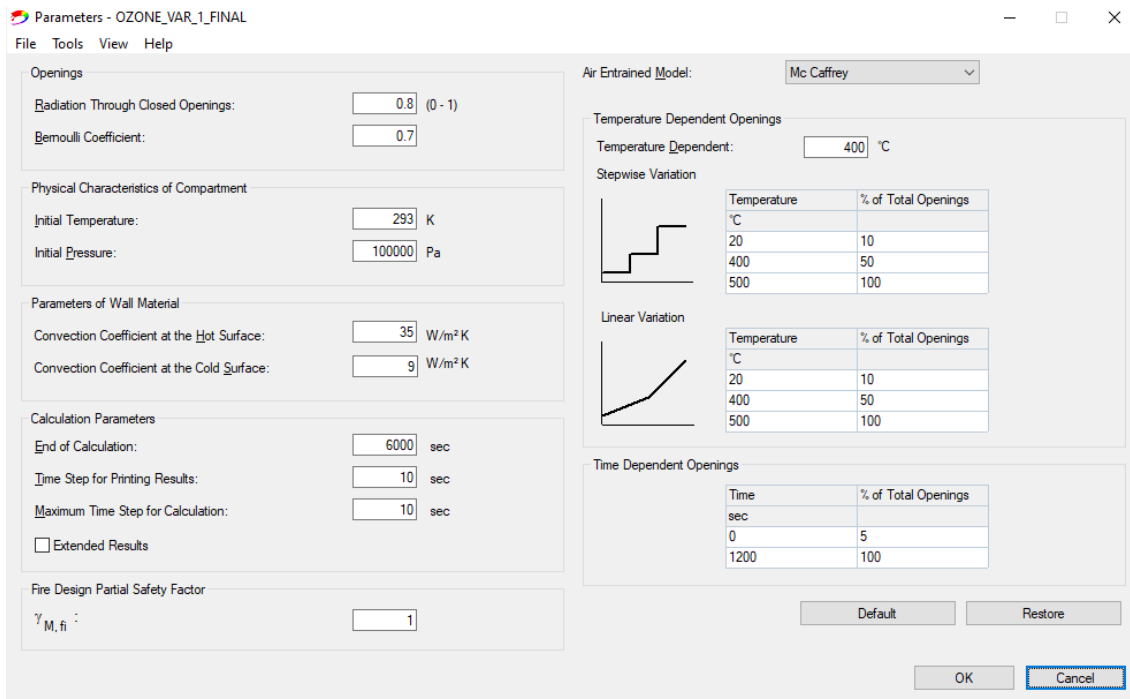 Parameters - OZONE_VAR_1_FINAL
File Tools View Help
Openings
Radiation Through Closed Openings: 0.8 (0 - 1)
Bernoulli Coefficient: 0.7
Physical Characteristics of Compartment
Initial Temperature: 293 K
Initial Pressure: 100000 Pa
Parameters of Wall Material
Convection Coefficient at the Hot Surface: 35 W/m² K
Convection Coefficient at the Cold Surface: 9 W/m² K
Calculation Parameters
End of Calculation: 6000 sec
Time Step for Printing Results: 10 sec
Maximum Time Step for Calculation: 10 sec
Extended Results
Fire Design Partial Safety Factor
γ M, fi : 1
Air Entrained Model: Mc Caffrey
Temperature Dependent Openings
Temperature Dependent: 400 °C
Stepwise Variation
Temperature % of Total Openings
°C
20 10
400 50
500 100
Linear Variation
Temperature % of Total Openings
°C
20 10
400 50
500 100
Time Dependent Openings
Time % of Total Openings
sec
0 5
1200 100
Default Restore
OK Cancel